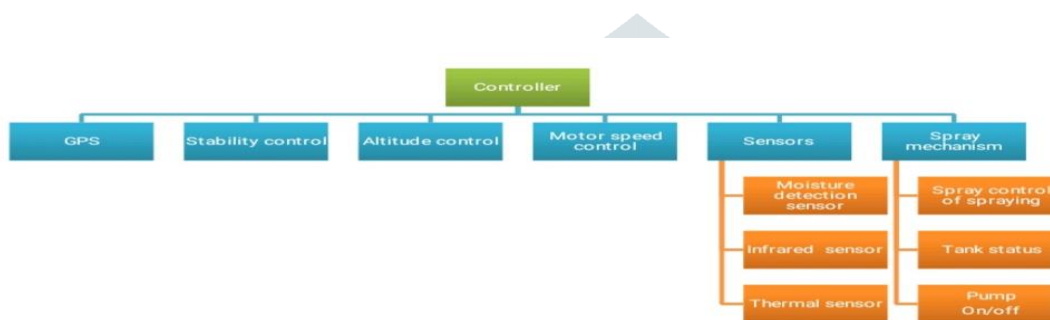 Controller
GPS
Stability control
Altitude control
Motor speed
control
Sensors
Spray
mechanism
Moisture
detection
sensor
Infrared sensor
Thermal sensor
Spray control
of spraying
Tank status
Pump
On/off